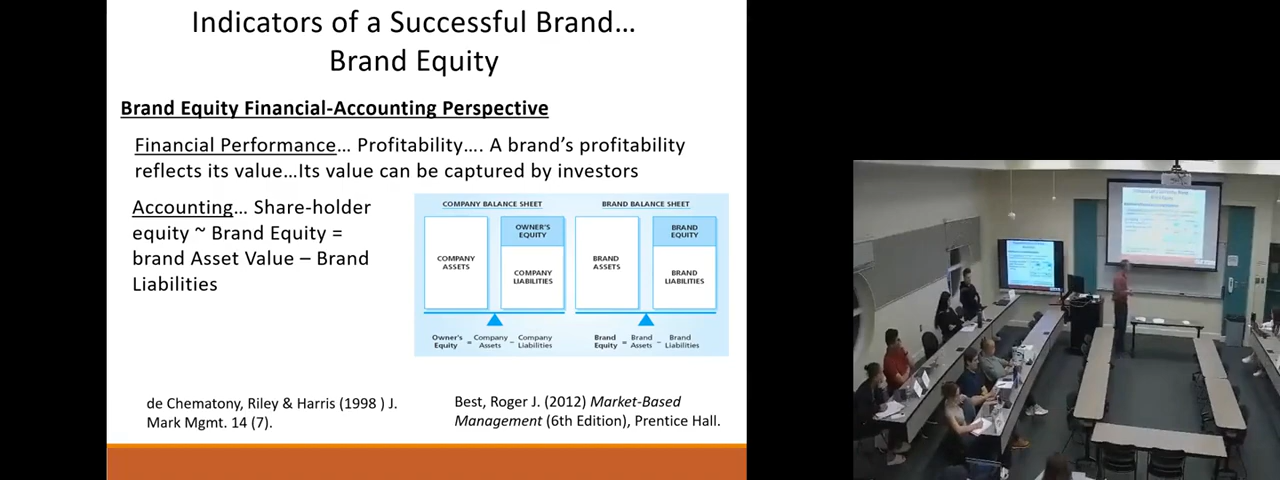 Indicators of a Successful Brand…
Brand Equity
Brand Equity Financial-Accounting Perspective
Financial Performance… Profitability…. A brand’s profitability
reflects its value…Its value can be captured by investors
Accounting… Share-holder
equity ~ Brand Equity =
brand Asset Value – Brand
Liabilities
COMPANY BALANCE SHEET
COMPANY
ASSETS
OWNER'S
EQUITY
COMPANY
LIABILITIES
Owner's
Equity = Company
Assets – Company
Liabilities
BRAND BALANCE SHEET
BRAND
ASSETS
BRAND
EQUITY
BRAND
LIABILITIES
Brand
Equity = Brand
Assets – Brand
Liabilities
de Chematony, Riley & Harris (1998 ) J.
Mark Mgmt. 14 (7).
Best, Roger J. (2012) Market-Based
Management (6th Edition), Prentice Hall.